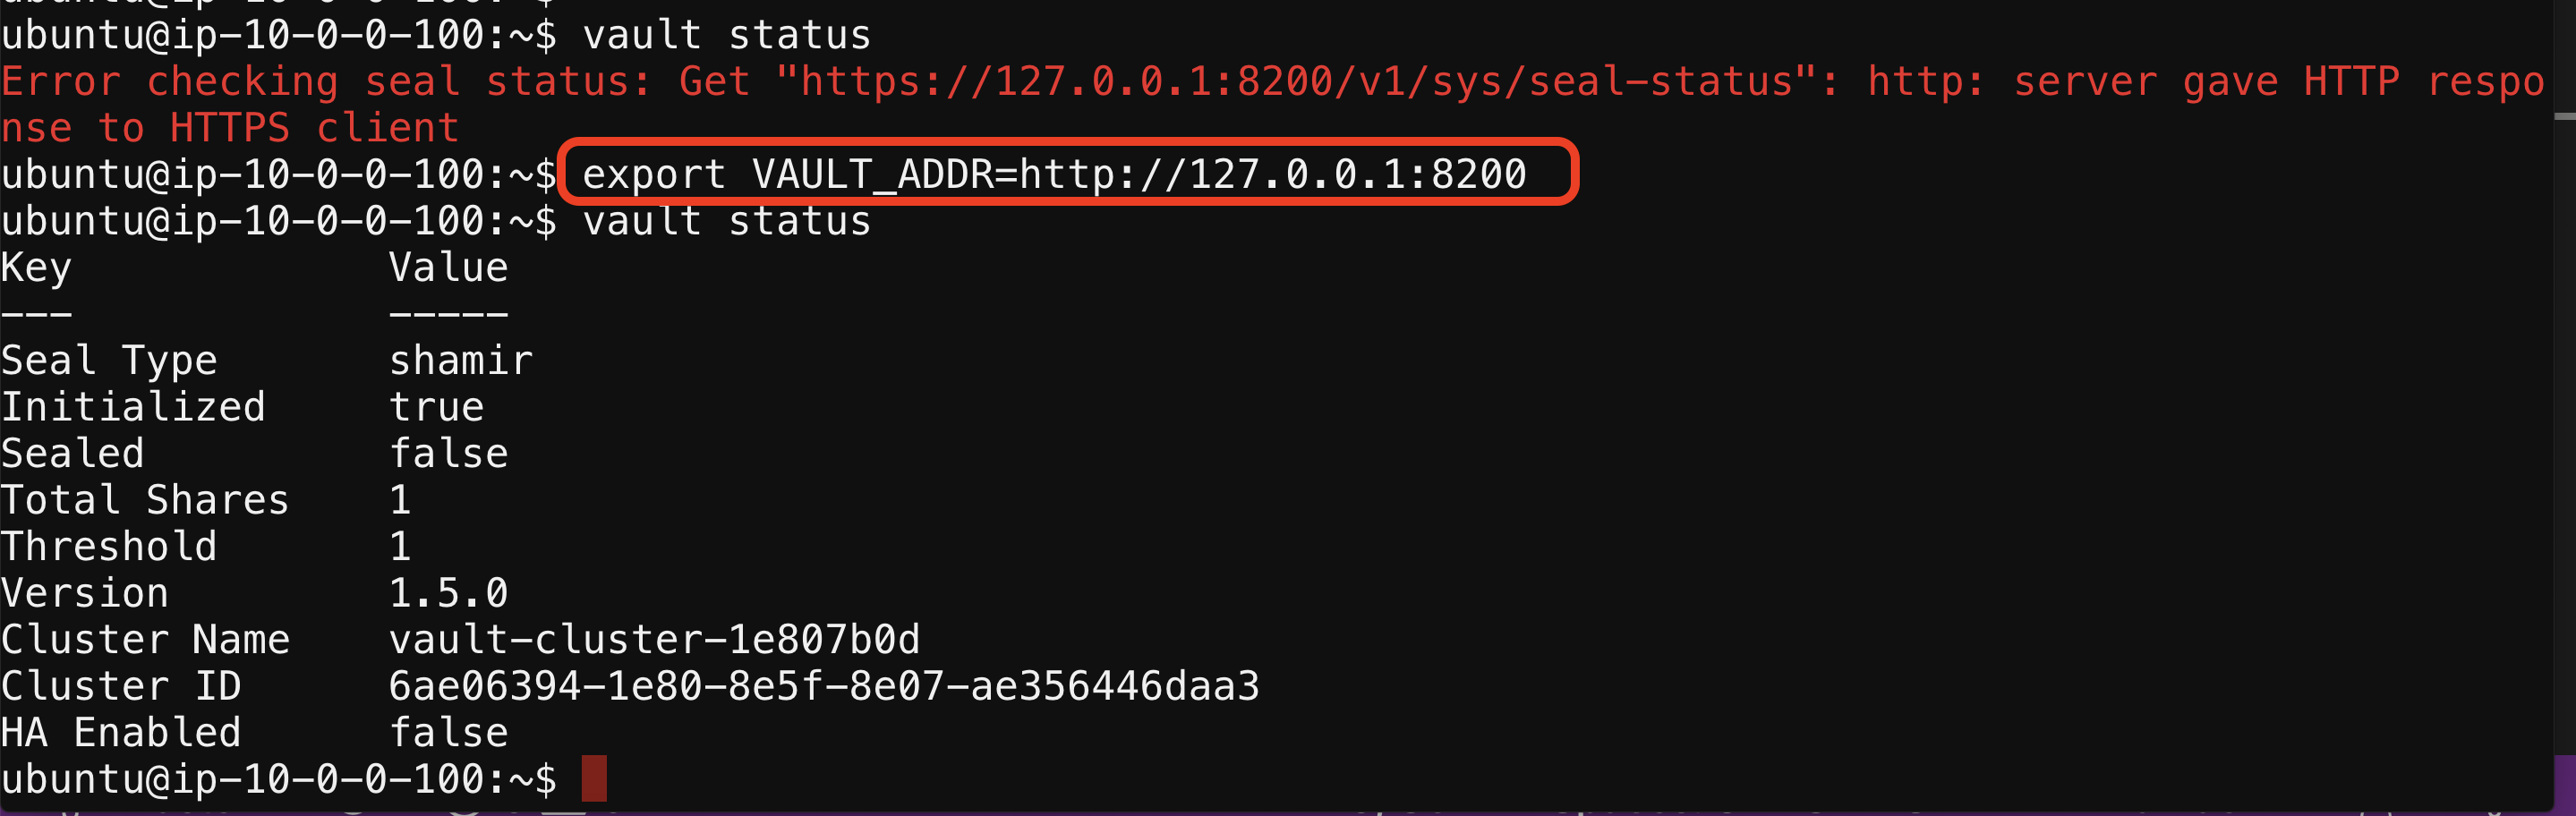 ubuntu@ip-10-0-0-100:~$ vault status
Error checking seal status: Get "https://127.0.0.1:8200/v1/sys/seal-status": http: server gave HTTP respo
nse to HTTPS client
ubuntu@ip-10-0-0-100:~$ export VAULT_ADDR=http://127.0.0.1:8200
ubuntu@ip-10-0-0-100:~$ vault status
Key Value
--- -----
Seal Type shamir
Initialized true
Sealed false
Total Shares 1
Threshold 1
Version 1.5.0
Cluster Name vault-cluster-1e807b0d
Cluster ID 6ae06394-1e80-8e5f-8e07-ae356446daa3
HA Enabled false
ubuntu@ip-10-0-0-100:~$